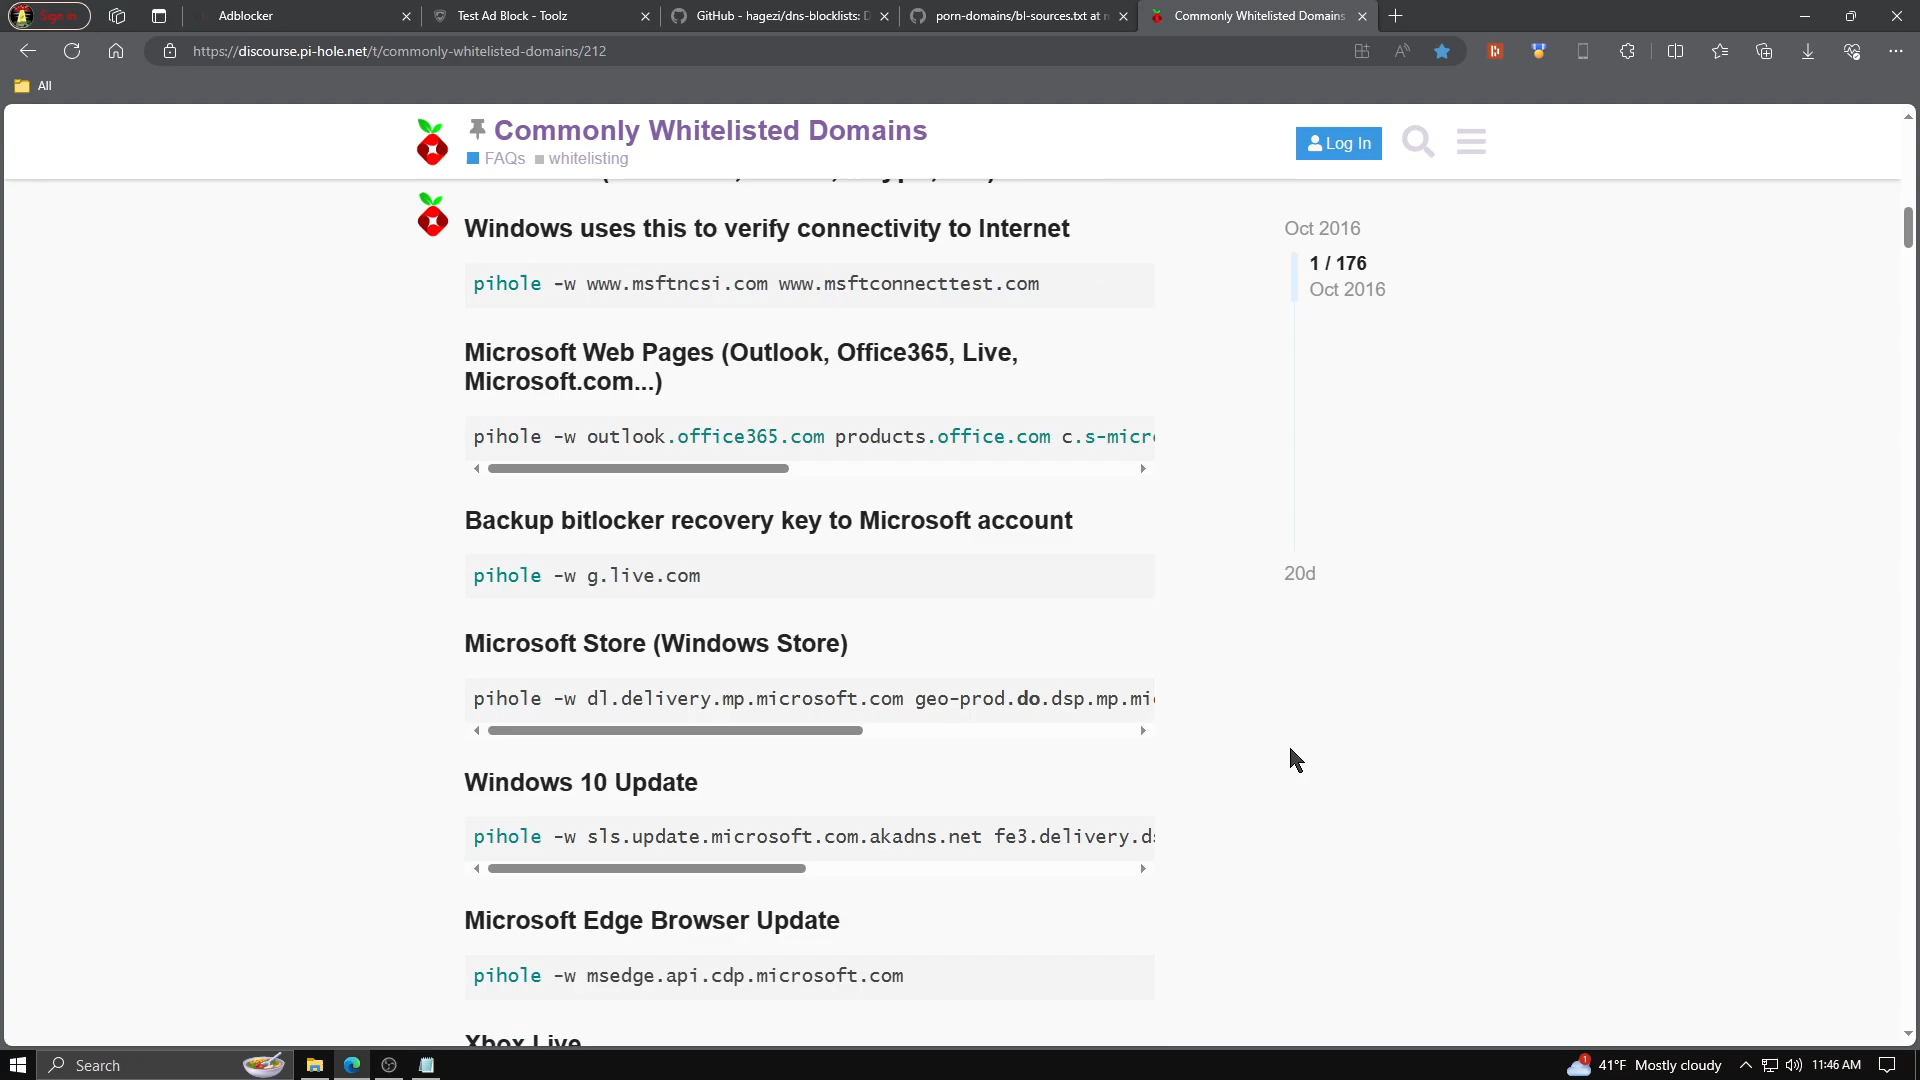 Sign in
Adblocker
Test Ad Block - Toolz
GitHub - hagezi/dns-blocklists: D
porn-domains/bl-sources.txt at m
Commonly Whitelisted Domains
https://discourse.pi-hole.net/t/commonly-whitelisted-domains/212
All
Commonly Whitelisted Domains
FAQs whitelisting
Log In
Windows uses this to verify connectivity to Internet
pihole -w www.msftncsi.com www.msftconnecttest.com
Microsoft Web Pages (Outlook, Office365, Live,
Microsoft.com...)
pihole -w outlook.office365.com products.office.com c.s-micro
Backup bitlocker recovery key to Microsoft account
pihole -w g.live.com
Microsoft Store (Windows Store)
pihole -w dl.delivery.mp.microsoft.com geo-prod.do.dsp.mp.mi
Windows 10 Update
pihole -w sls.update.microsoft.com.akadns.net fe3.delivery.ds
Microsoft Edge Browser Update
pihole -w msedge.api.cdp.microsoft.com
Xbox Live
Oct 2016
1 / 176
Oct 2016
20d
Search
1
41°F Mostly cloudy
11:46 AM